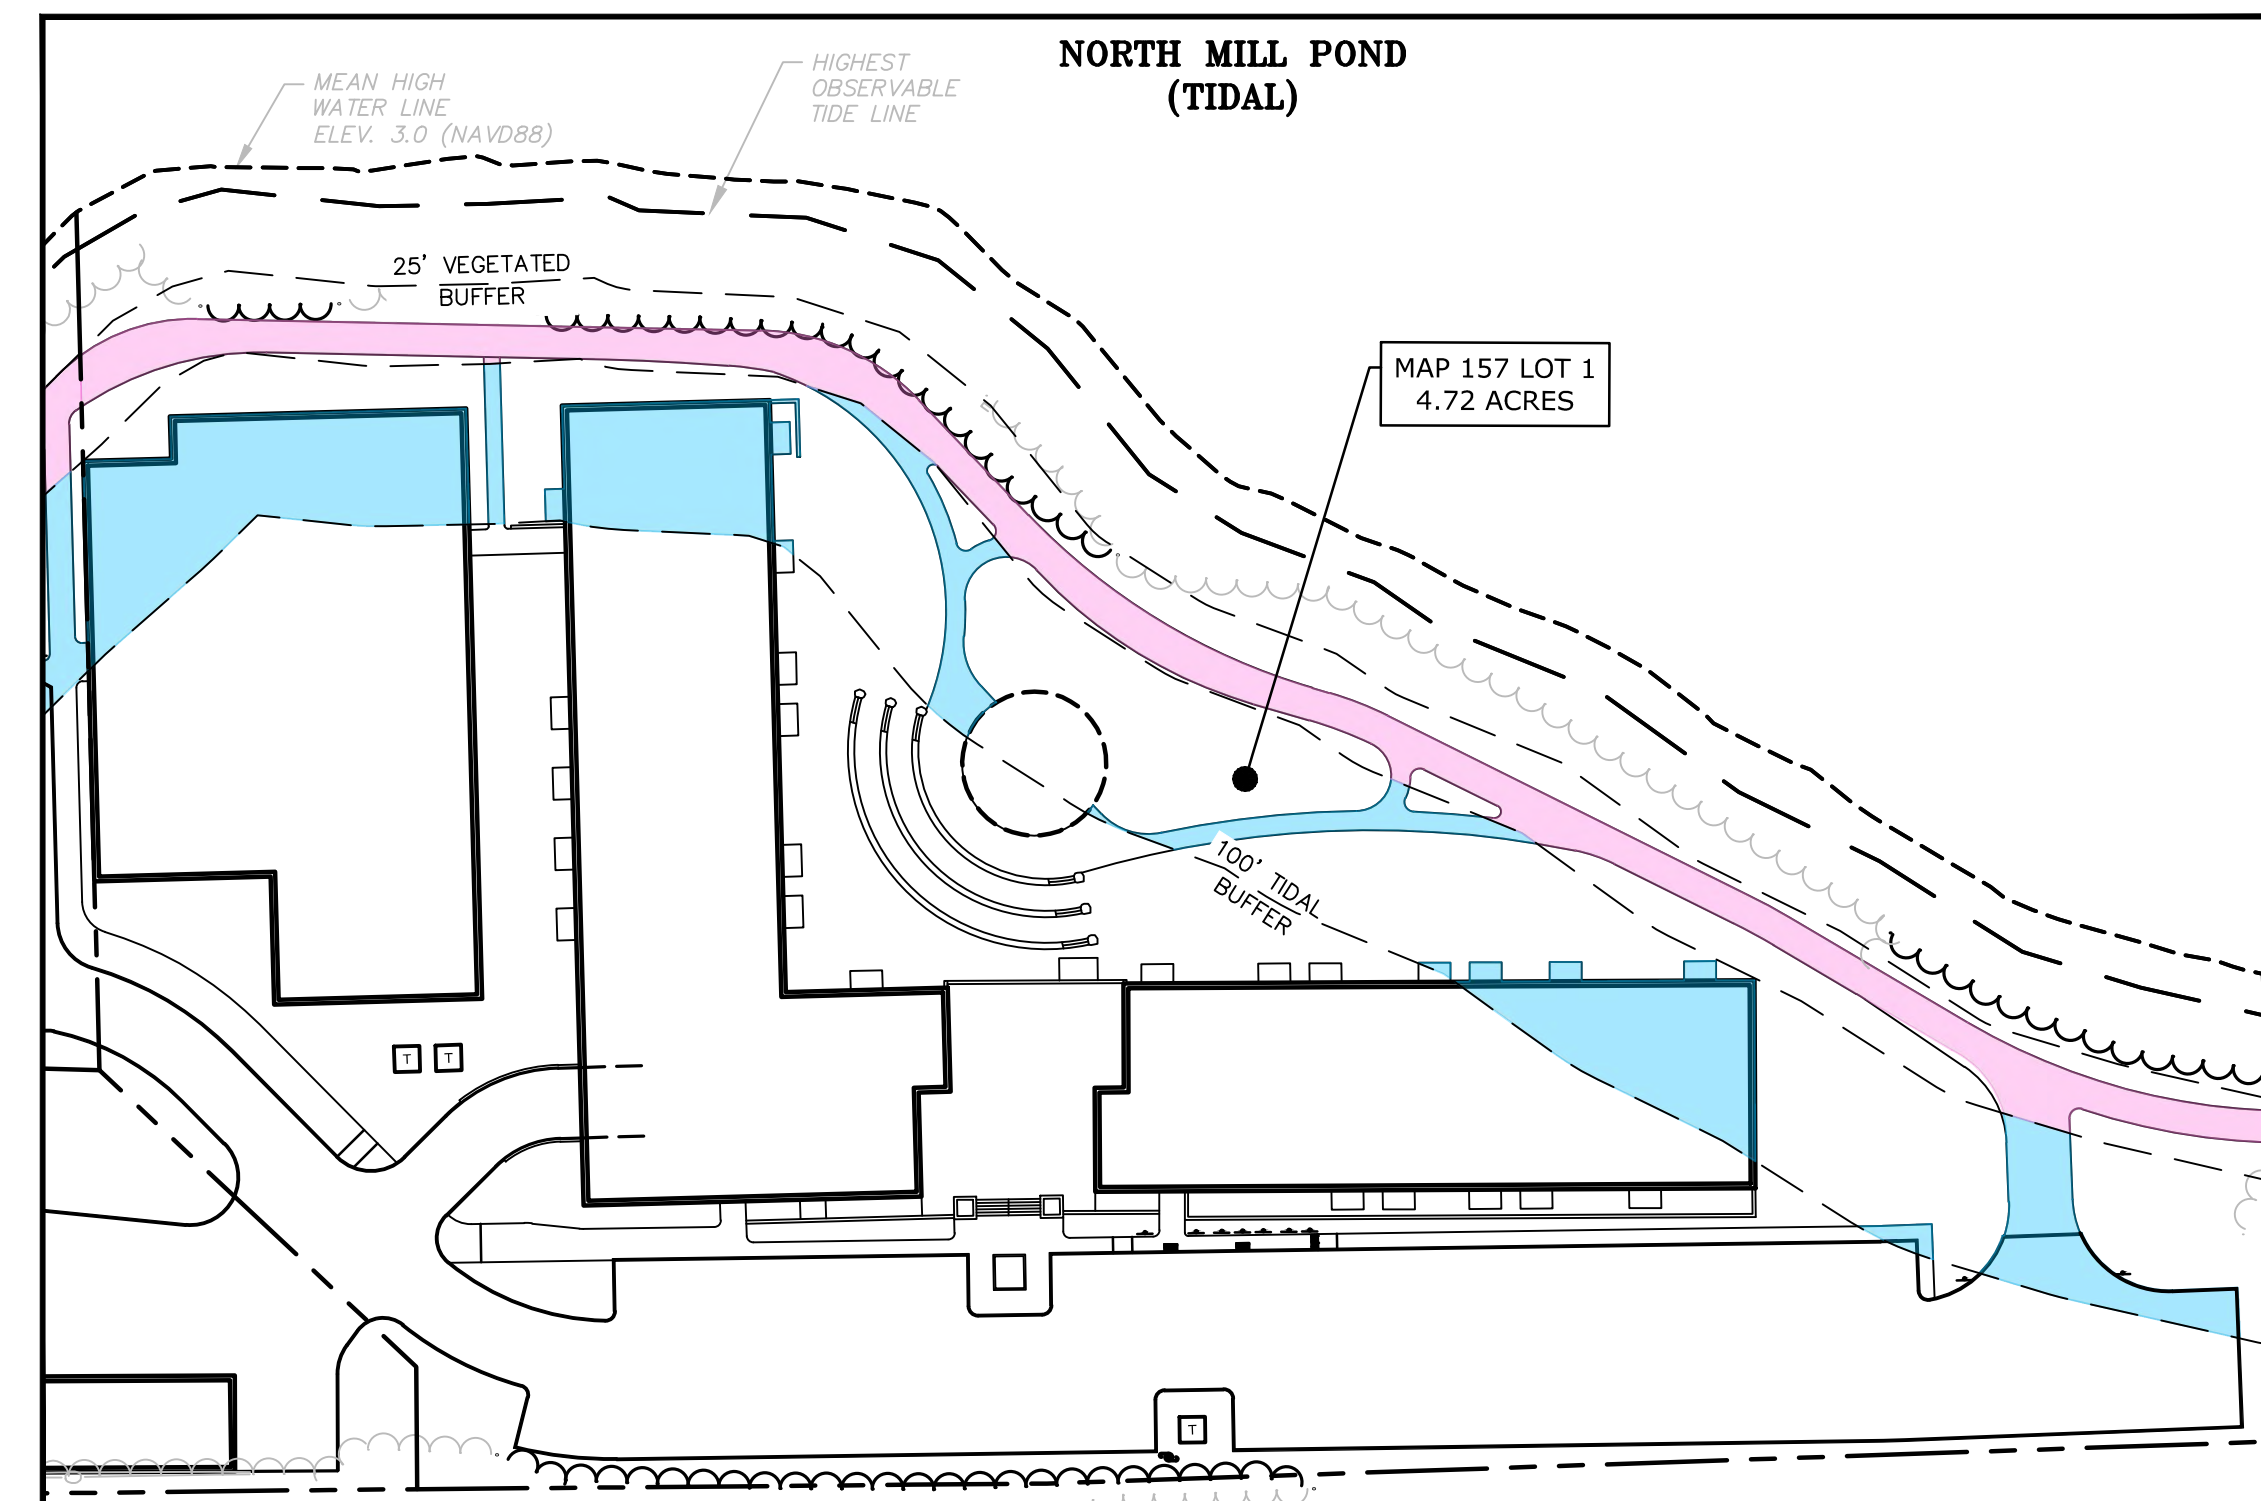 NORTH MILL POND
(TIDAL)
MEAN HIGH
WATER LINE
ELEV. 3.0 (NAVD88)
HIGHEST
OBSERVABLE
TIDE LINE
25' VEGETATED
BUFFER
MAP 157 LOT 1
4.72 ACRES
100' TIDAL
BUFFER
T
T
T